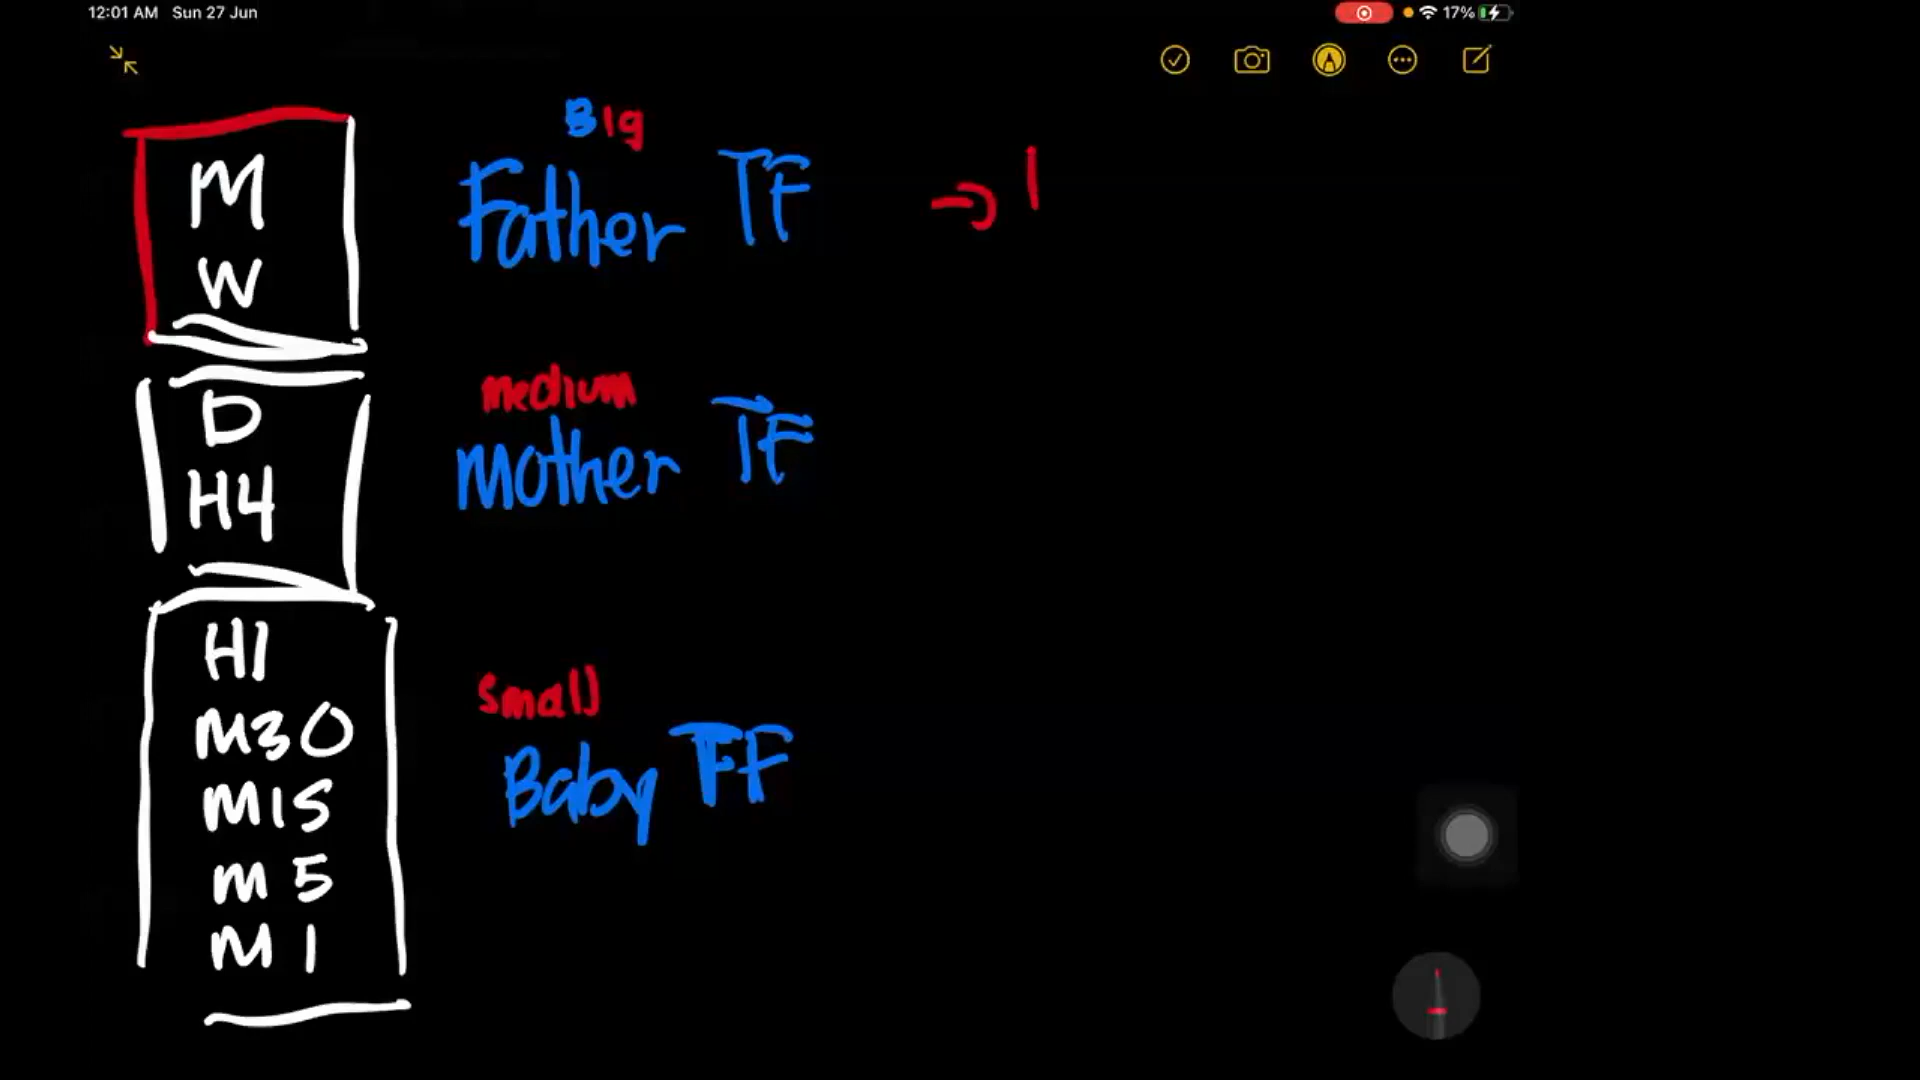 12:01 AM Sun 27 Jun
17%
M
W
Big
Father TF → 1
D
H4
medium
mother TF
H1
M30
M15
M 5
M 1
small
Baby TF